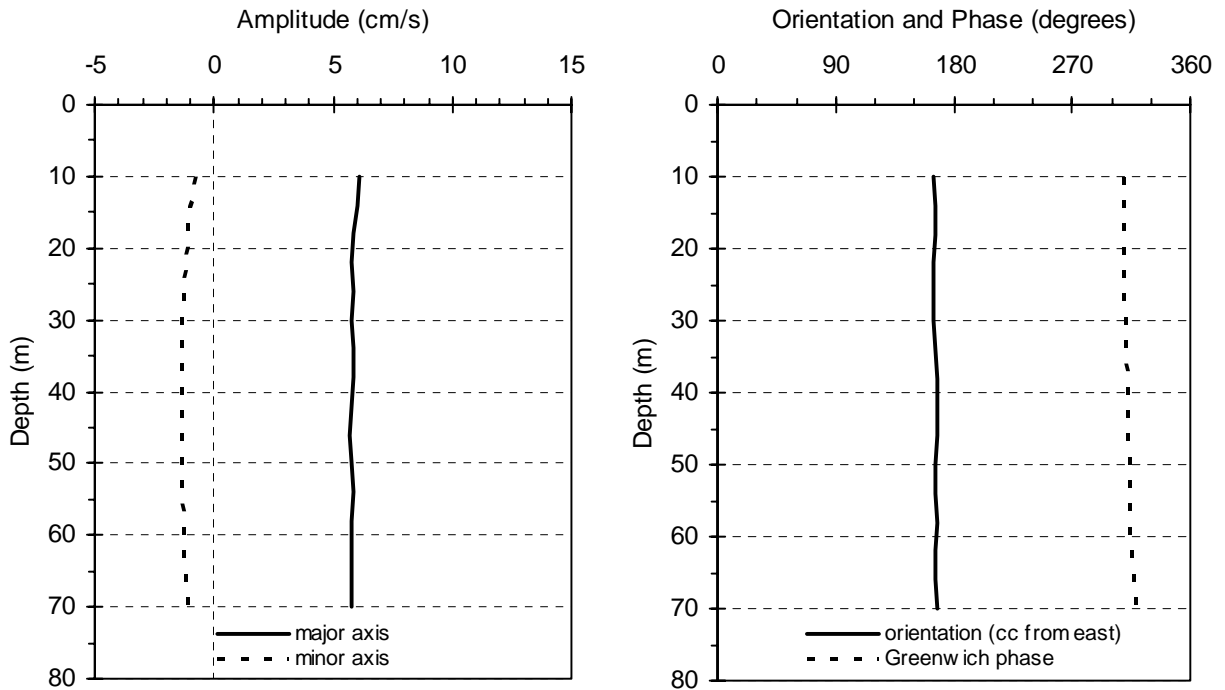 Amplitude (cm/s)
-5 0 5 10 15
0
10
20
30
40
50
60
70
80
Depth (m)
major axis
minor axis
Orientation and Phase (degrees)
0 90 180 270 360
0
10
20
30
40
50
60
70
80
Depth (m)
orientation (cc from east)
Greenwich phase